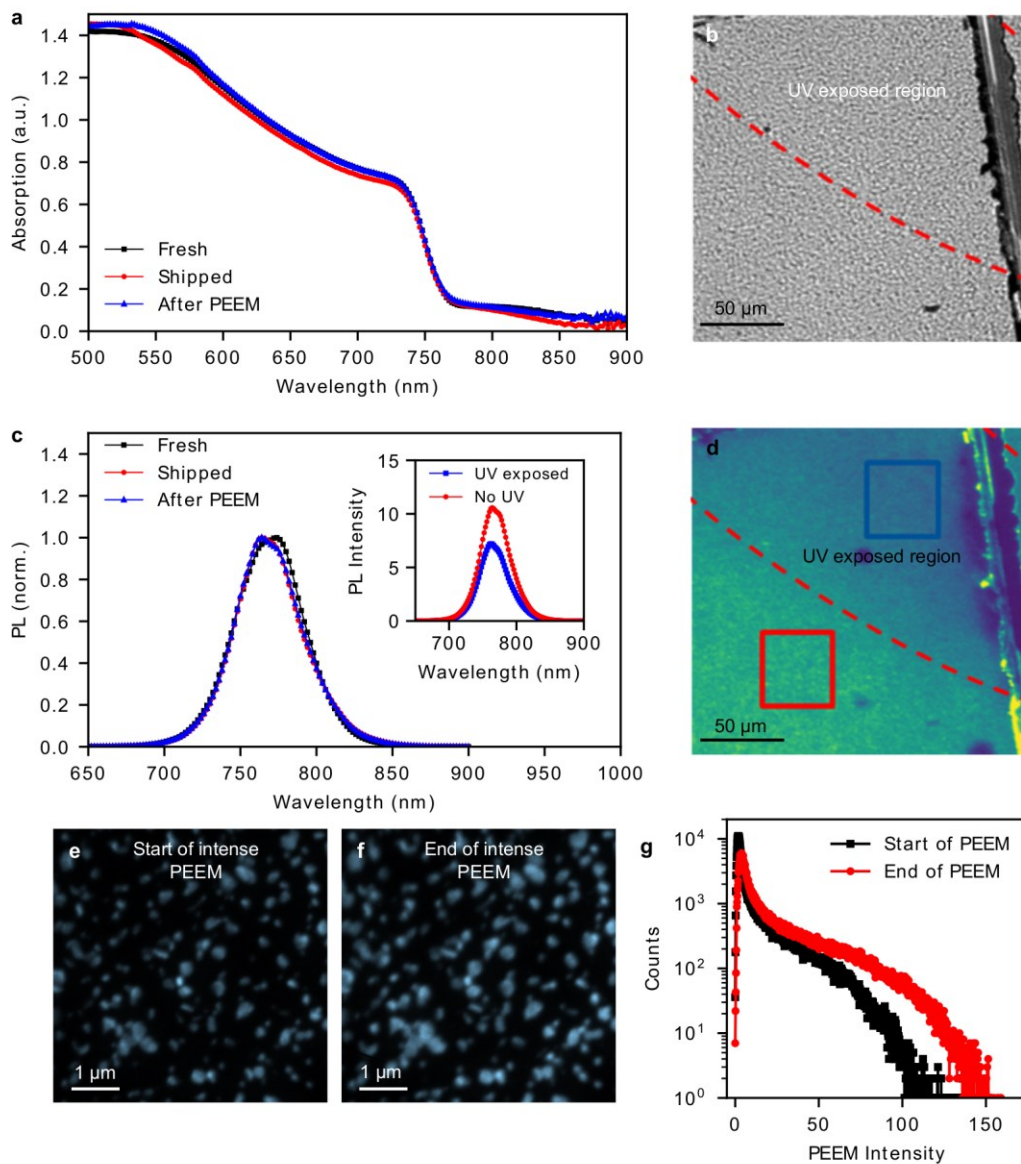 a
1.4
1.2
1.0
0.8
0.6
0.4
0.2
0.0
Absorption (a.u.)
Fresh
Shipped
After PEEM
500 550 600 650 700 750 800 850 900
Wavelength (nm)
b
UV exposed region
50 µm
c
1.4
1.2
1.0
0.8
0.6
0.4
0.2
0.0
PL (norm.)
Fresh
Shipped
After PEEM
UV exposed
No UV
15
10
5
0
PL Intensity
700 800 900
Wavelength (nm)
650 700 750 800 850 900 950 1000
Wavelength (nm)
d
UV exposed region
50 µm
e
Start of intense
PEEM
1 µm
f
End of intense
PEEM
1 µm
g
Start of PEEM
End of PEEM
10⁴
10³
10²
10¹
10⁰
Counts
0 50 100 150
PEEM Intensity